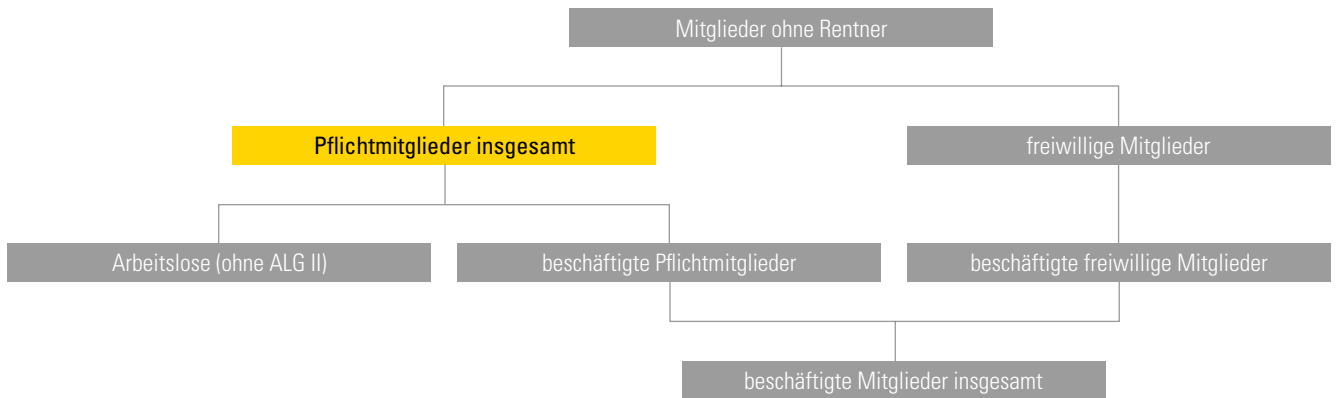 Mitglieder ohne Rentner
Pflichtmitglieder insgesamt
freiwillige Mitglieder
Arbeitslose (ohne ALG II)
beschäftigte Pflichtmitglieder
beschäftigte freiwillige Mitglieder
beschäftigte Mitglieder insgesamt